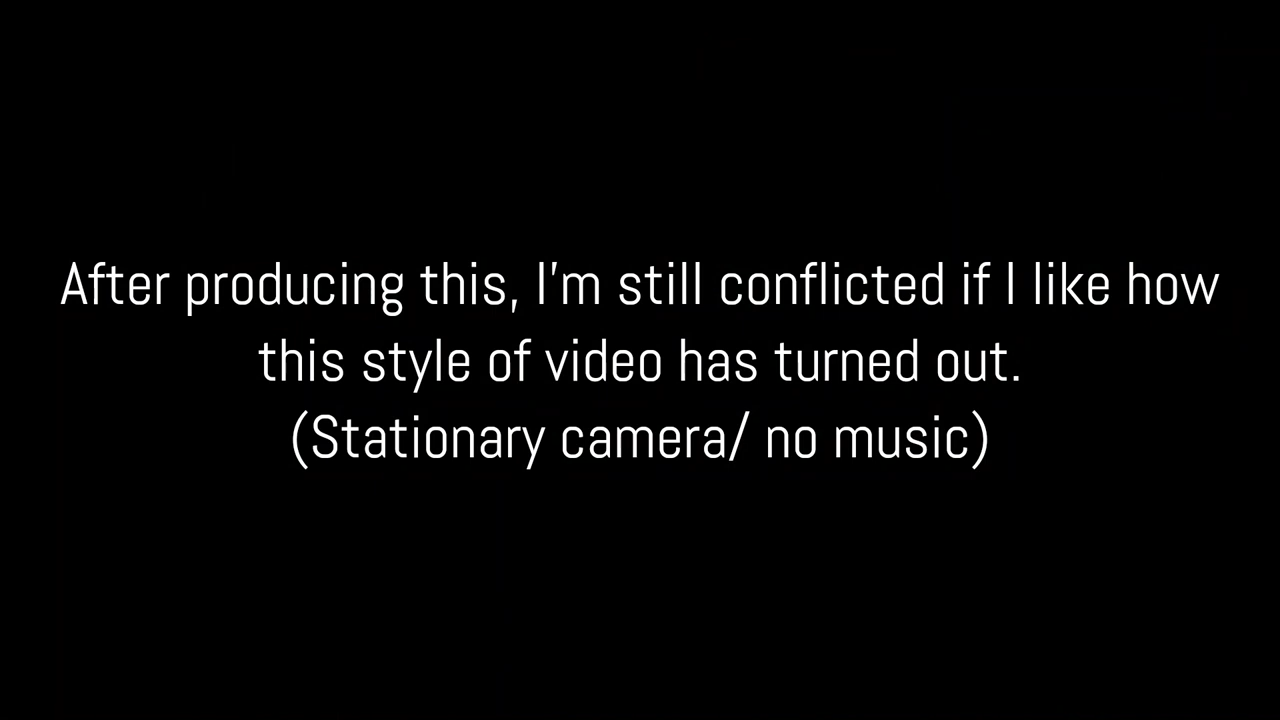 After producing this, I'm still conflicted if I like how
this style of video has turned out.
(Stationary camera/ no music)